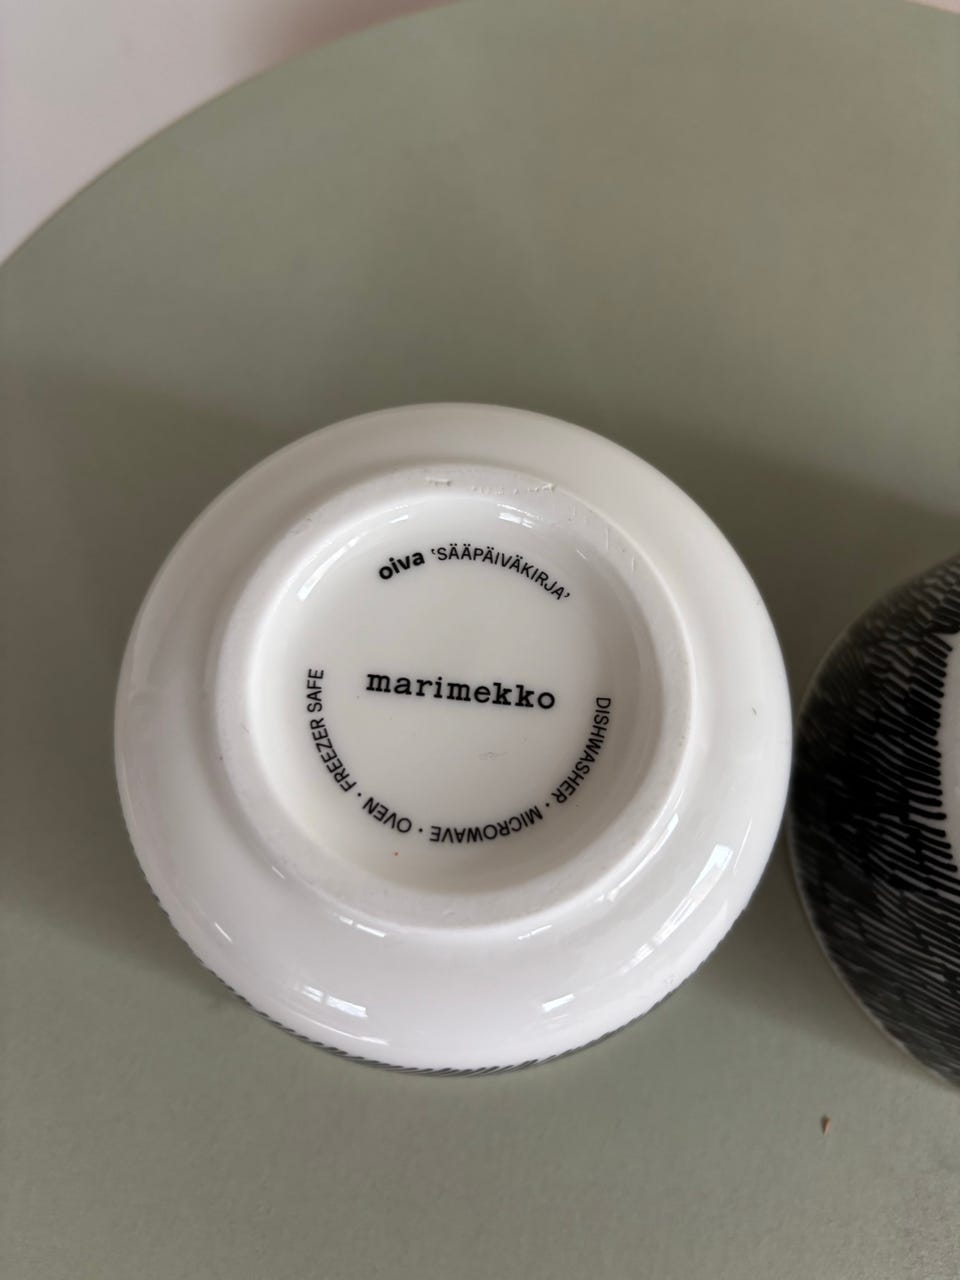 oiva 'SÄÄPÄIVÄKIRJA'
marimekko
DISHWASHER · MICROWAVE · OVEN · FREEZER SAFE